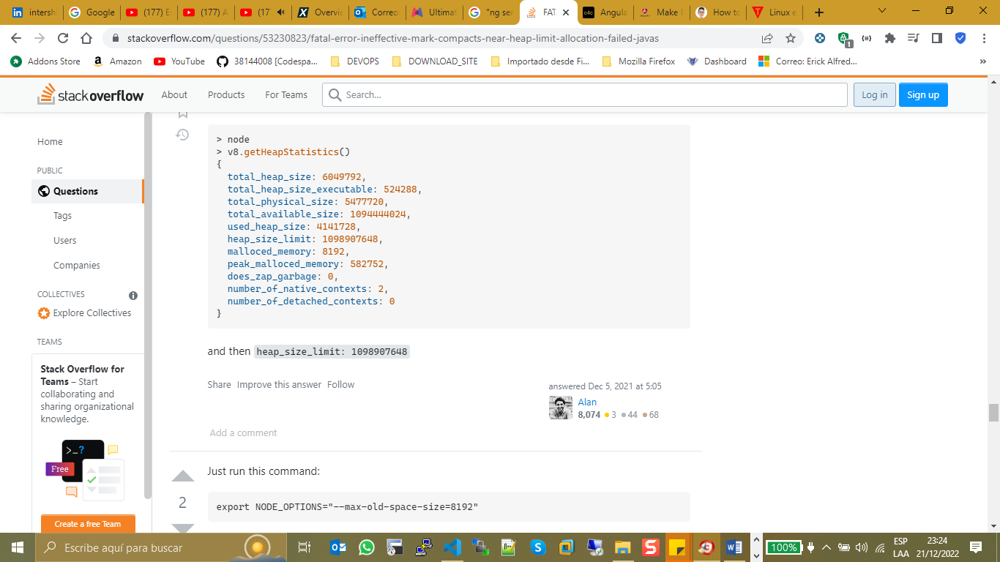 intersh
Google
(177) E
(177) A
(17
Overvi
Correo
Ultimat
"ng ser
FAT
Angula
Make l
How to
Linux e
stackoverflow.com/questions/53230823/fatal-error-ineffective-mark-compacts-near-heap-limit-allocation-failed-javas
1
Addons Store
Amazon
YouTube
38144008 [Codespa...
DEVOPS
DOWNLOAD_SITE
Importado desde Fi...
Mozilla Firefox
Dashboard
Correo: Erick Alfred...
»
stackoverflow
About
Products
For Teams
Search...
Log in
Sign up
Home
PUBLIC
Questions
Tags
Users
Companies
COLLECTIVES
Explore Collectives
TEAMS
Stack Overflow for
Teams – Start
collaborating and
sharing organizational
knowledge.
>_?
Free
Create a free Team
> node
> v8.getHeapStatistics()
{
total_heap_size: 6049792,
total_heap_size_executable: 524288,
total_physical_size: 5477720,
total_available_size: 1094444024,
used_heap_size: 4141728,
heap_size_limit: 1098907648,
malloced_memory: 8192,
peak_malloced_memory: 582752,
does_zap_garbage: 0,
number_of_native_contexts: 2,
number_of_detached_contexts: 0
}
and then heap_size_limit: 1098907648
Share Improve this answer Follow
answered Dec 5, 2021 at 5:05
Alan
8,074 3 44 68
Add a comment
2
Just run this command:
export NODE_OPTIONS="--max-old-space-size=8192"
Escribe aquí para buscar
100%
ESP
LAA
23:24
21/12/2022